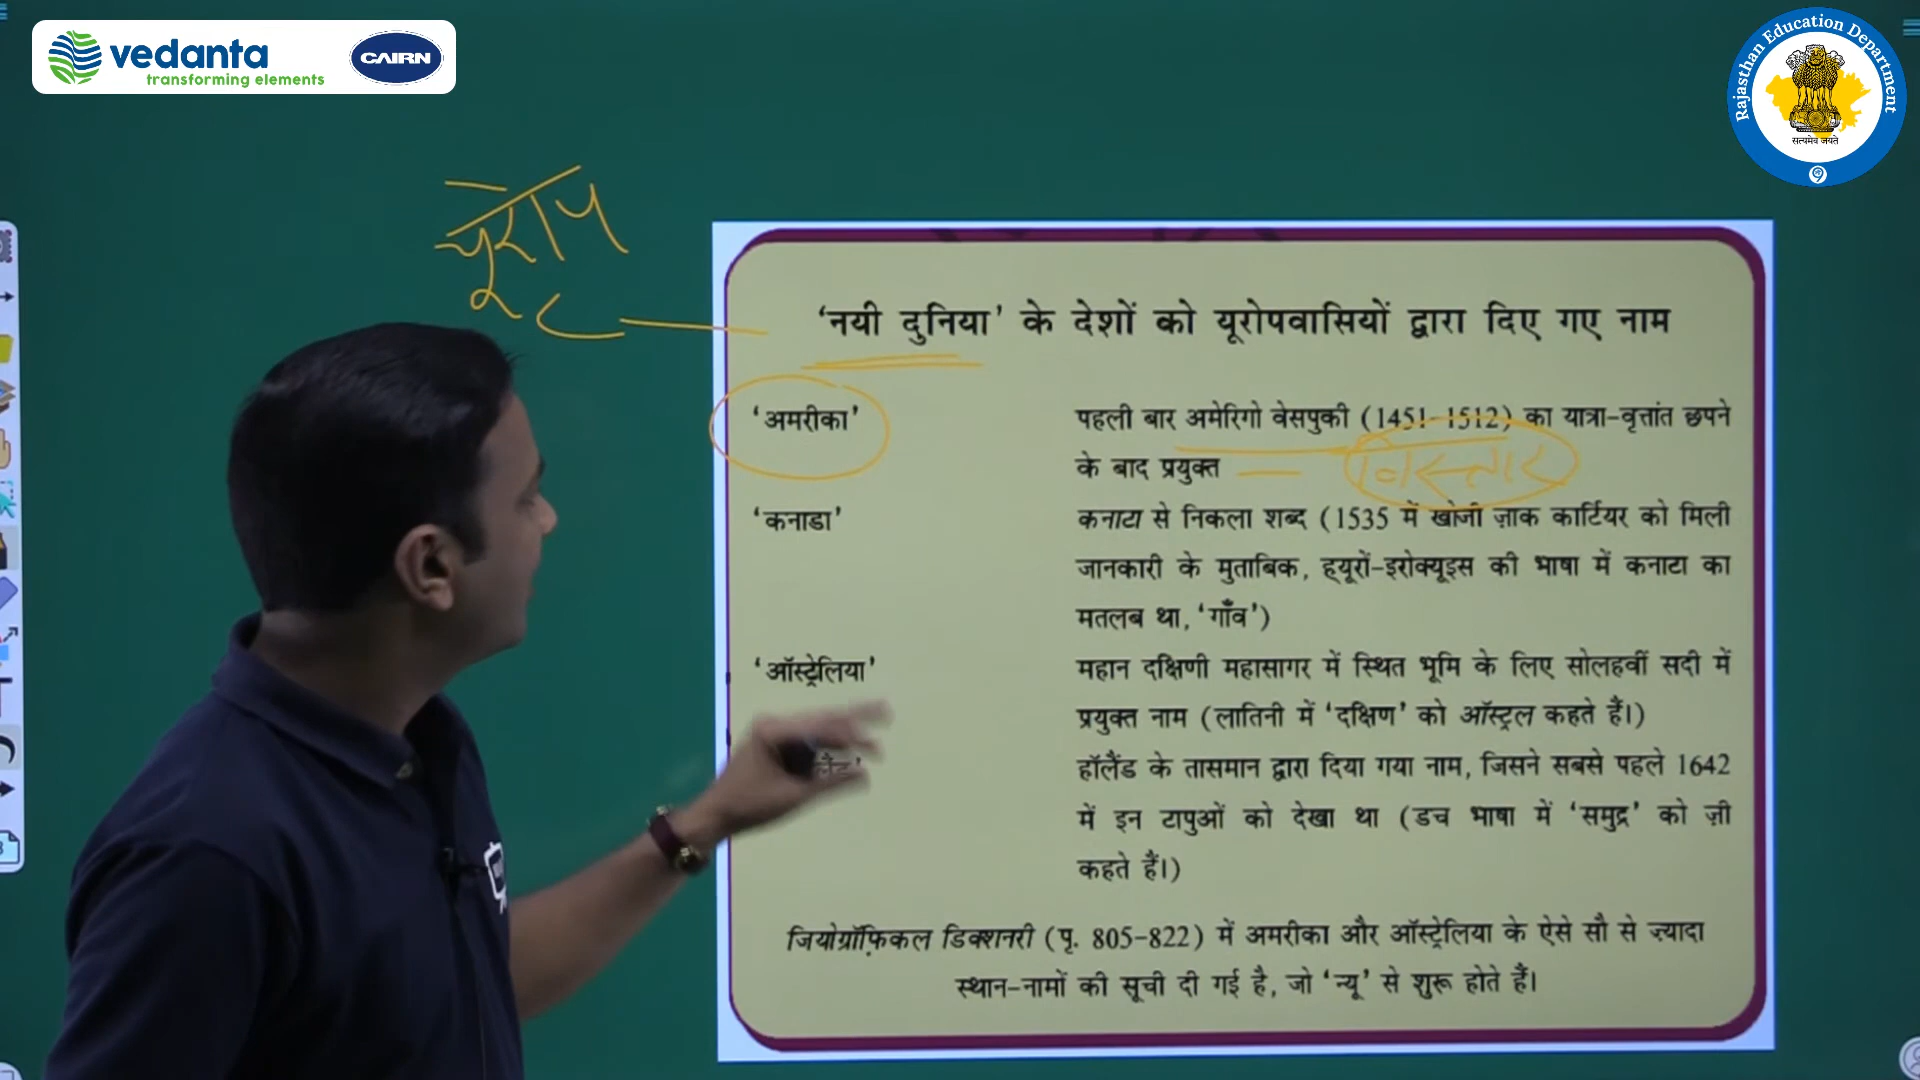 vedanta
transforming elements
CAIRN
Rajasthan Education Department
सत्यमेव जयते
यूरोप
‘नयी दुनिया’ के देशों को यूरोपवासियों द्वारा दिए गए नाम
‘अमरीका’
पहली बार अमेरिगो वेसपुकी (1451-1512) का यात्रा-वृत्तांत छपने
के बाद प्रयुक्त
विस्तार
‘कनाडा’
कनाटा से निकला शब्द (1535 में खोजी ज़ाक कार्टियर को मिली
जानकारी के मुताबिक, ह्यूरों-इरोक्यूइस की भाषा में कनाटा का
मतलब था, ‘गाँव’)
‘ऑस्ट्रेलिया’
महान दक्षिणी महासागर में स्थित भूमि के लिए सोलहवीं सदी में
प्रयुक्त नाम (लातिनी में ‘दक्षिण’ को ऑस्ट्रल कहते हैं।)
हॉलैंड के तासमान द्वारा दिया गया नाम, जिसने सबसे पहले 1642
में इन टापुओं को देखा था (डच भाषा में ‘समुद्र’ को ज़ी
कहते हैं।)
जियोग्रॉफ़िकल डिक्शनरी (पृ. 805-822) में अमरीका और ऑस्ट्रेलिया के ऐसे सौ से ज़्यादा
स्थान-नामों की सूची दी गई है, जो ‘न्यू’ से शुरू होते हैं।